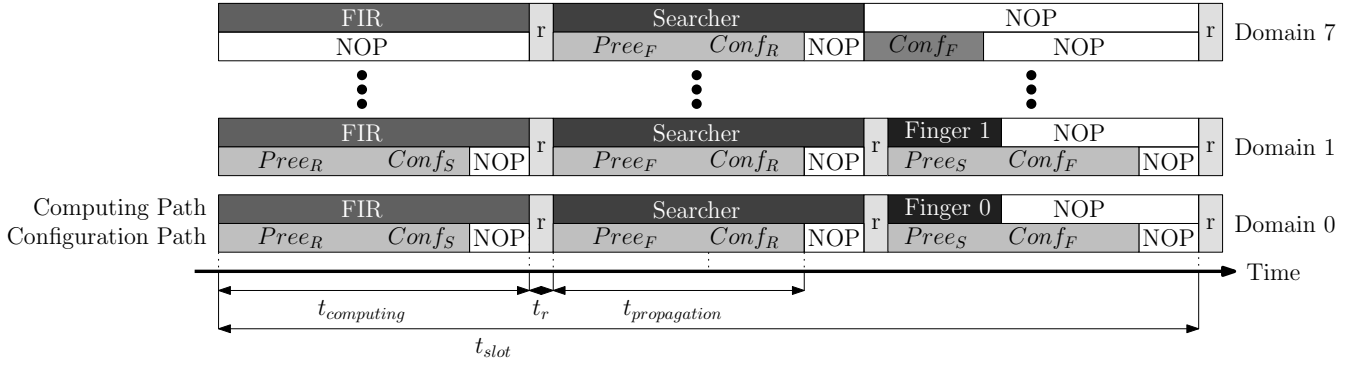 FIR r Searcher NOP r Domain 7
NOP Pree_F Conf_R NOP Conf_F NOP
FIR r Searcher r Finger 1 NOP r Domain 1
Pree_R Conf_S NOP Pree_F Conf_R NOP Pree_S Conf_F NOP
Computing Path FIR r Searcher r Finger 0 NOP r Domain 0
Configuration Path Pree_R Conf_S NOP Pree_F Conf_R NOP Pree_S Conf_F NOP
Time
t_computing t_r t_propagation
t_slot